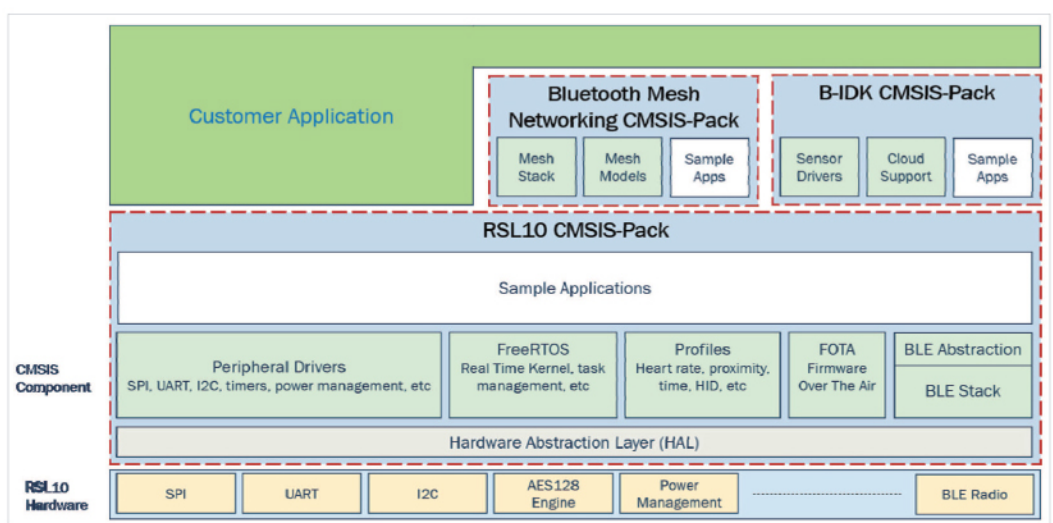 Customer Application
Bluetooth Mesh
Networking CMSIS-Pack
Mesh
Stack
Mesh
Models
Sample
Apps
B-IDK CMSIS-Pack
Sensor
Drivers
Cloud
Support
Sample
Apps
RSL10 CMSIS-Pack
Sample Applications
CMSIS
Component
Peripheral Drivers
SPI, UART, I2C, timers, power management, etc
FreeRTOS
Real Time Kernel, task
management, etc
Profiles
Heart rate, proximity,
time, HID, etc
FOTA
Firmware
Over The Air
BLE Abstraction
BLE Stack
Hardware Abstraction Layer (HAL)
RSL10
Hardware
SPI
UART
I2C
AES128
Engine
Power
Management
BLE Radio